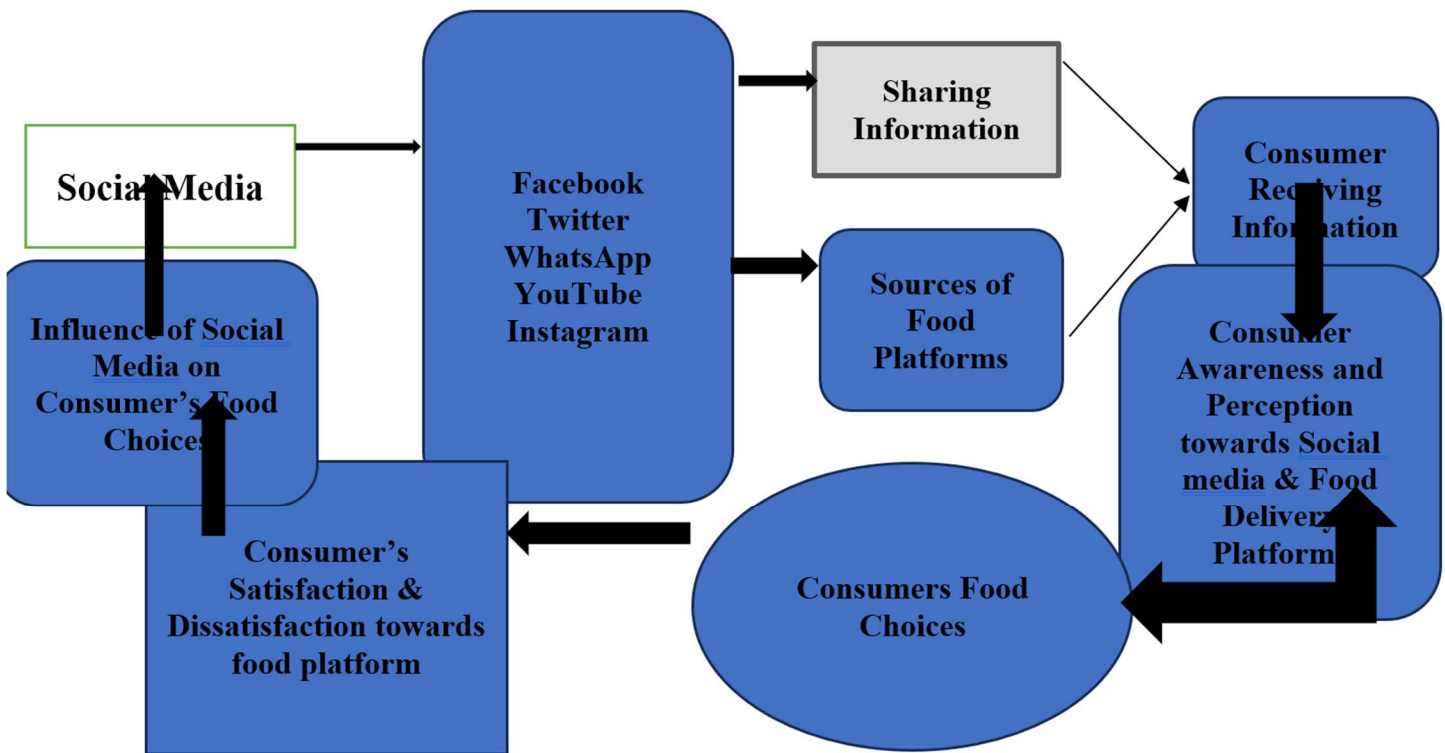 Social Media
Facebook
Twitter
WhatsApp
YouTube
Instagram
Sharing
Information
Sources of
Food
Platforms
Consumer
Receiving
Information
Consumer
Awareness and
Perception
towards Social
media & Food
Delivery
Platform
Consumers Food
Choices
Consumer’s
Satisfaction &
Dissatisfaction towards
food platform
Influence of Social
Media on
Consumer’s Food
Choices